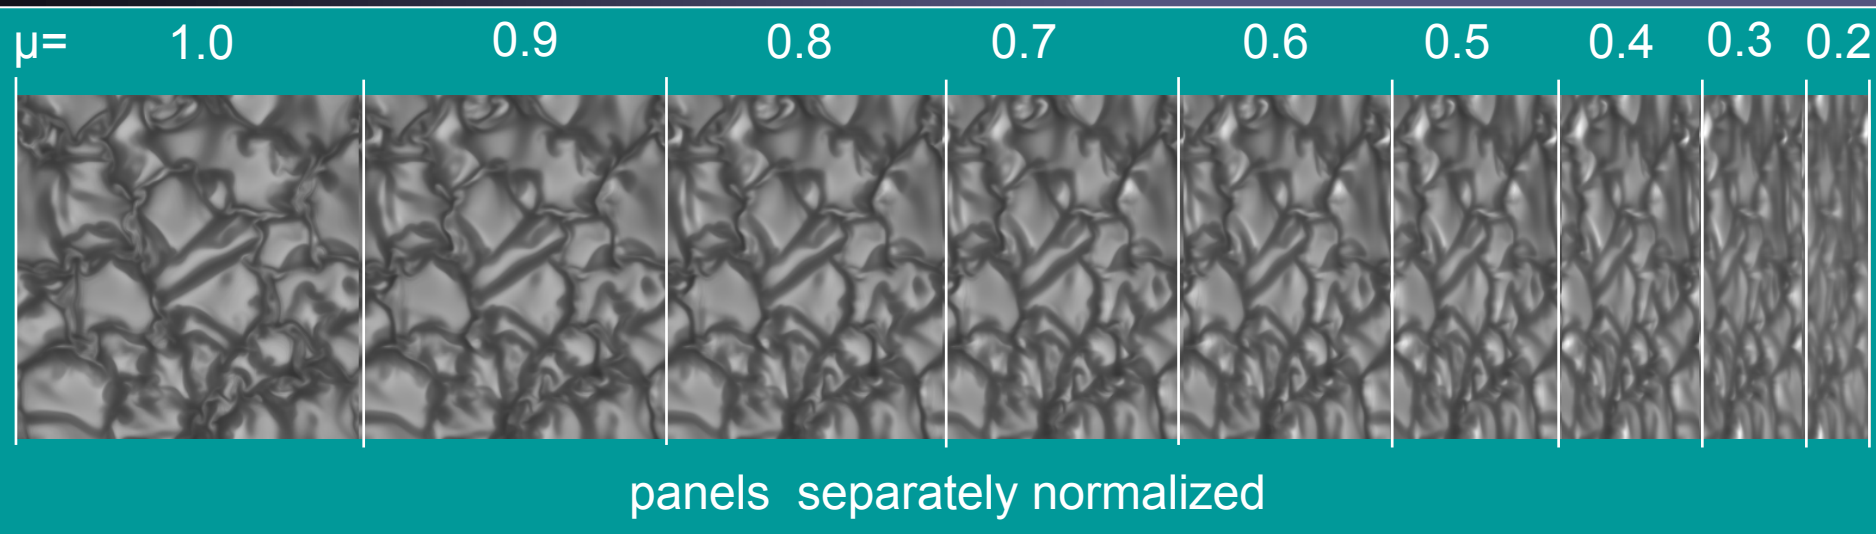 μ= 1.0 0.9 0.8 0.7 0.6 0.5 0.4 0.3 0.2
panels separately normalized